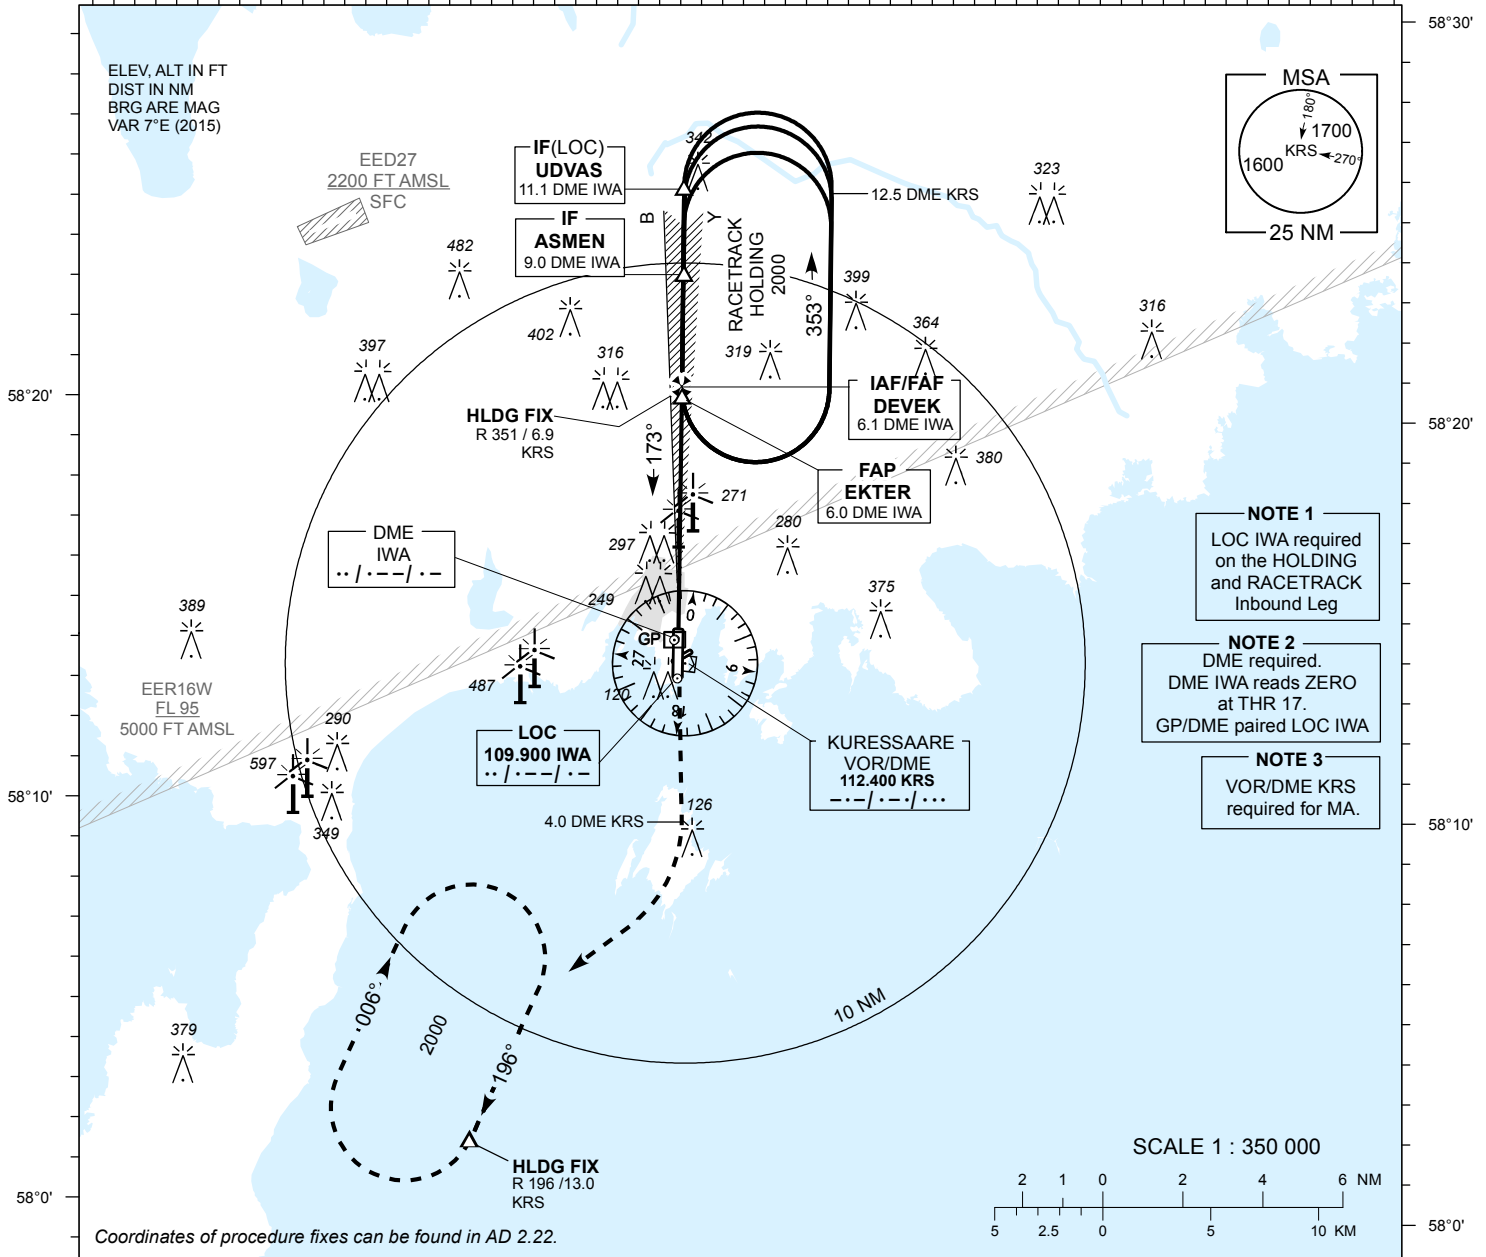 58°30'
ELEV, ALT IN FT
DIST IN NM
BRG ARE MAG
VAR 7°E (2015)
MSA
180°
1700
KRS
270°
1600
25 NM
EED27
2200 FT AMSL
SFC
IF(LOC)
UDVAS
11.1 DME IWA
342
12.5 DME KRS
323
IF
ASMEN
9.0 DME IWA
B
Y
RACETRACK
HOLDING
2000
353°
482
402
399
364
316
397
316
319
58°20'
58°20'
HLDG FIX
R 351 / 6.9
KRS
IAF/FAF
DEVEK
6.1 DME IWA
173°
380
FAP
EKTER
6.0 DME IWA
271
297
280
DME
IWA
·· / ·–– / ·–
249
375
389
NOTE 1
LOC IWA required
on the HOLDING
and RACETRACK
Inbound Leg
NOTE 2
DME required.
DME IWA reads ZERO
at THR 17.
GP/DME paired LOC IWA
NOTE 3
VOR/DME KRS
required for MA.
0
GP
27
9
120
18
487
EER16W
FL 95
5000 FT AMSL
290
597
349
LOC
109.900 IWA
·· / ·–– / ·–
KURESSAARE
VOR/DME
112.400 KRS
–·– / ·–· / ···
58°10'
58°10'
4.0 DME KRS
126
10 NM
006°
2000
196°
379
HLDG FIX
R 196 /13.0
KRS
SCALE 1 : 350 000
2 1 0 2 4 6 NM
5 2.5 0 5 10 KM
58°0'
58°0'
Coordinates of procedure fixes can be found in AD 2.22.